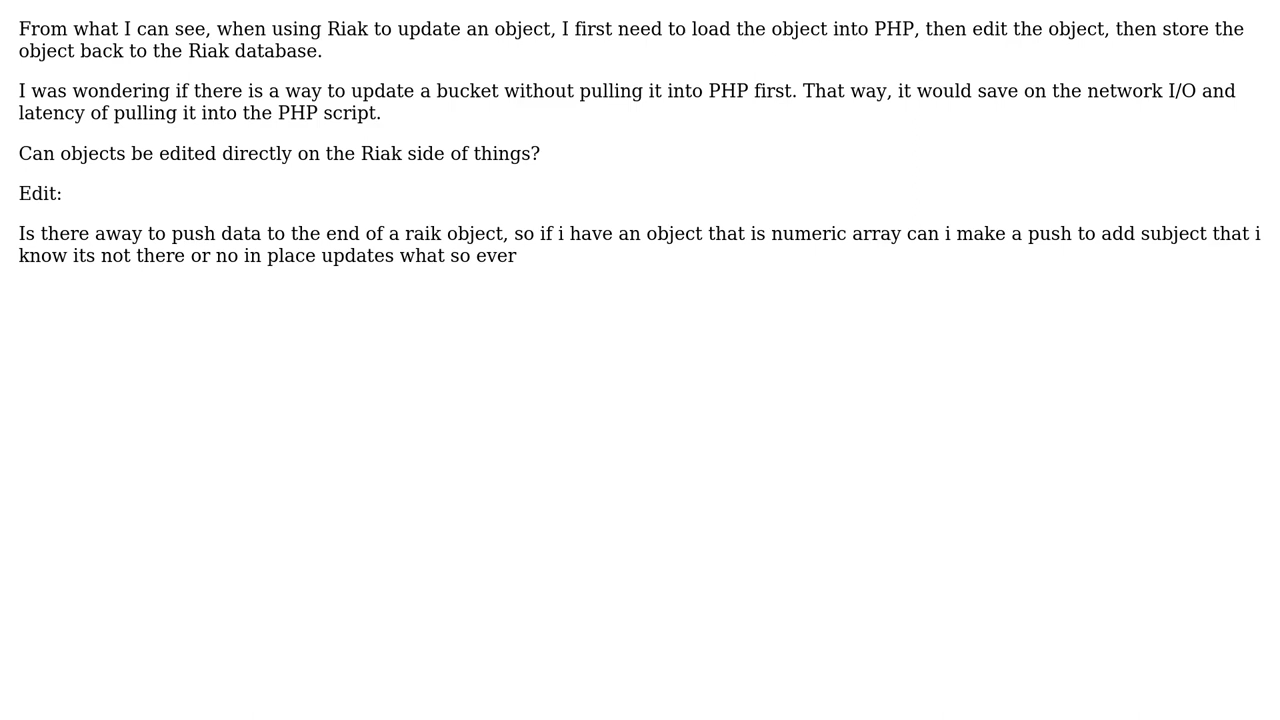 From what I can see, when using Riak to update an object, I first need to load the object into PHP, then edit the object, then store the
object back to the Riak database.
I was wondering if there is a way to update a bucket without pulling it into PHP first. That way, it would save on the network I/O and
latency of pulling it into the PHP script.
Can objects be edited directly on the Riak side of things?
Edit:
Is there away to push data to the end of a raik object, so if i have an object that is numeric array can i make a push to add subject that i
know its not there or no in place updates what so ever